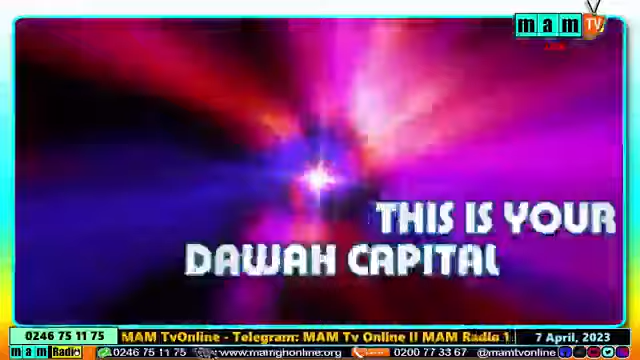 mam TV
THIS IS YOUR
DAWAH CAPITAL
0246 75 11 75 MAM TvOnline - Telegram: MAM Tv Online || MAM Radio 1 7 April, 2023
mam Radio 0246 75 11 75 www.mamghonline.org CALL 0200 77 33 67 @mamtvonline